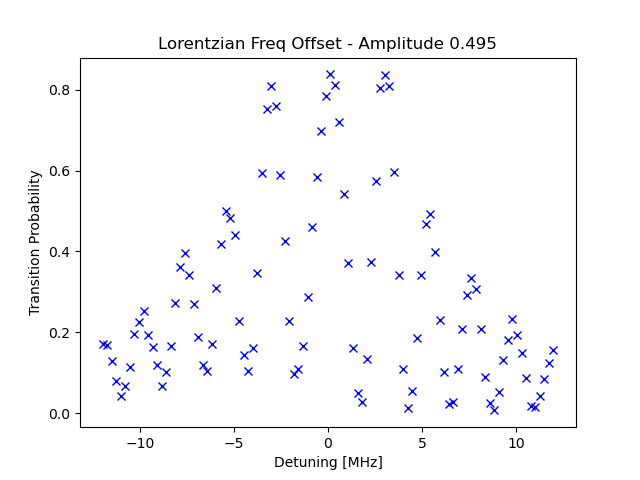 Lorentzian Freq Offset - Amplitude 0.495
Transition Probability
0.8
0.6
0.4
0.2
0.0
−10 −5 0 5 10
Detuning [MHz]